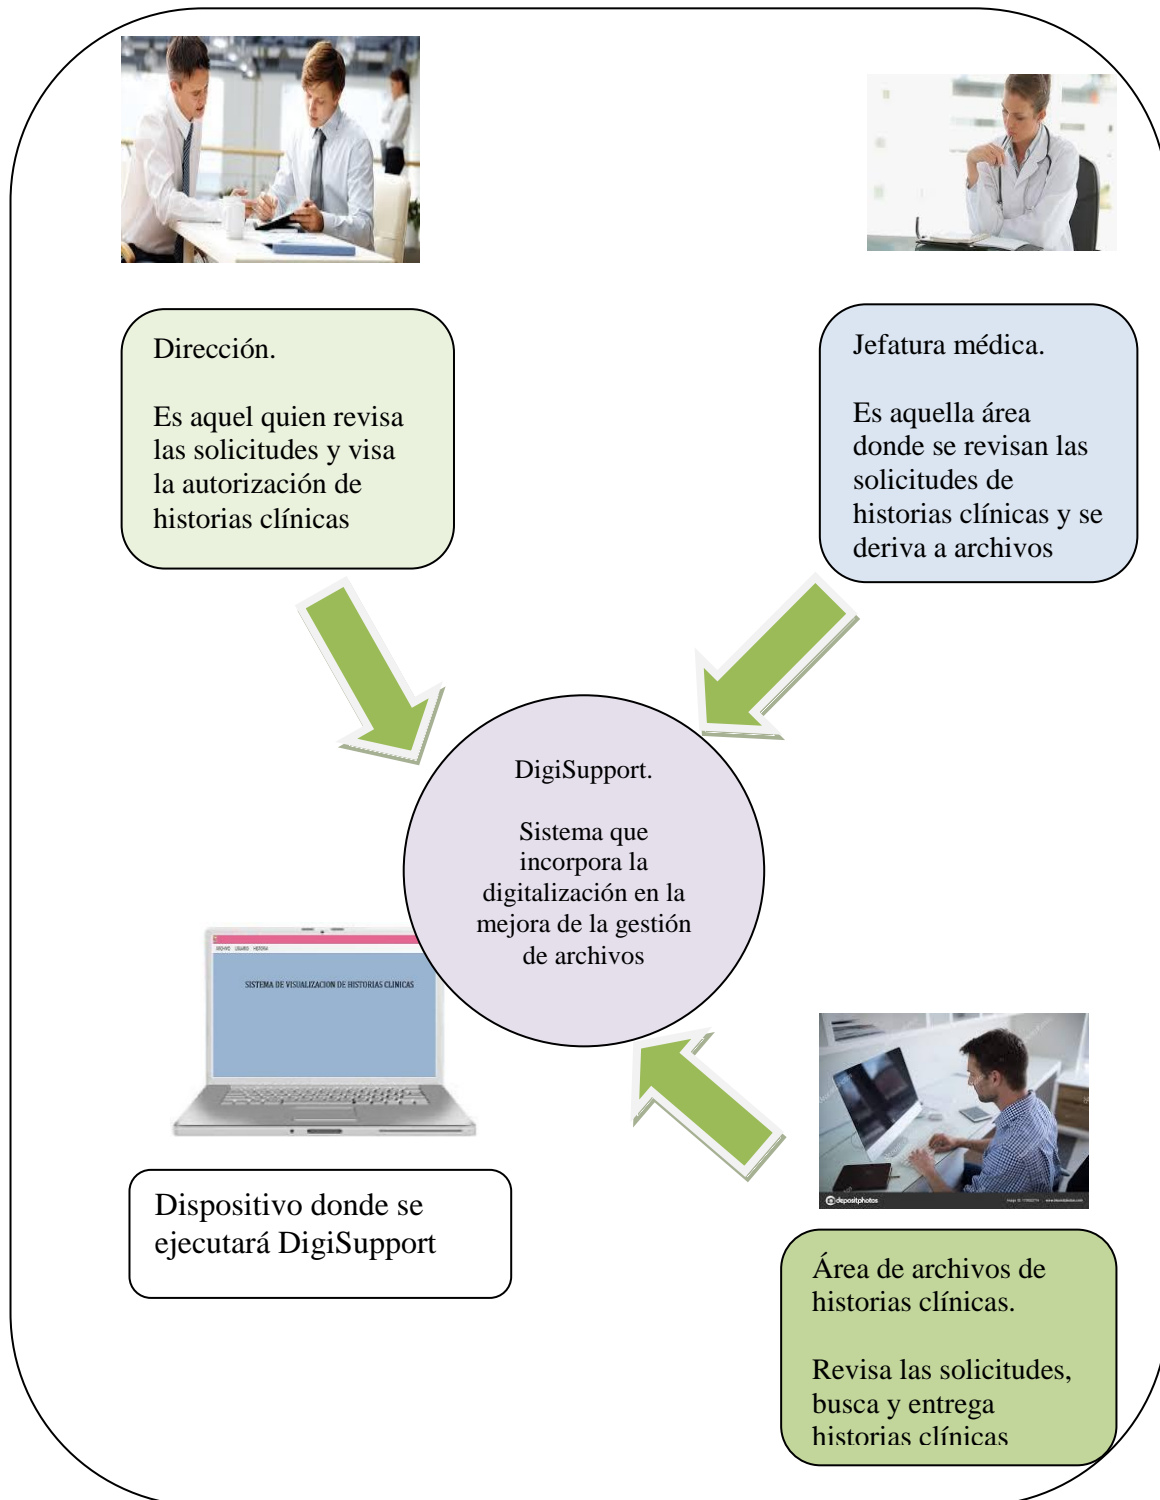 Dirección.
Es aquel quien revisa
las solicitudes y visa
la autorización de
historias clínicas
Jefatura médica.
Es aquella área
donde se revisan las
solicitudes de
historias clínicas y se
deriva a archivos
DigiSupport.
Sistema que
incorpora la
digitalización en la
mejora de la gestión
de archivos
ARCHIVO USUARIO HISTORIA
SISTEMA DE VISUALIZACION DE HISTORIAS CLINICAS
Dispositivo donde se
ejecutará DigiSupport
depositphotos
Área de archivos de
historias clínicas.
Revisa las solicitudes,
busca y entrega
historias clínicas